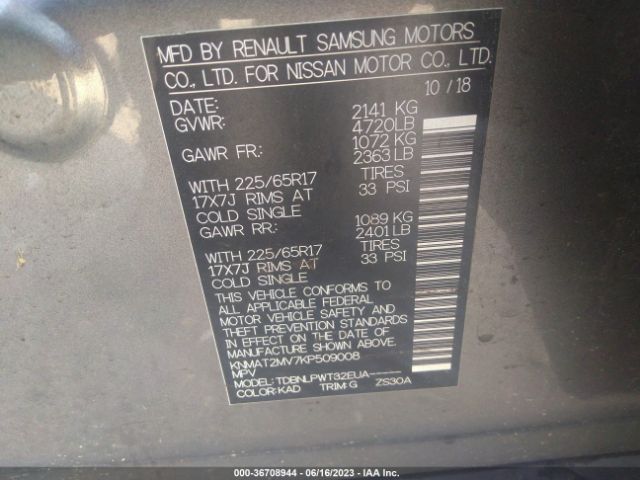 MFD BY RENAULT SAMSUNG MOTORS
CO., LTD. FOR NISSAN MOTOR CO., LTD.
10 / 18
DATE:
GVWR: 2141 KG
4720LB
GAWR FR: 1072 KG
2363 LB
WITH 225/65R17 TIRES
17X7J RIMS AT 33 PSI
COLD SINGLE
GAWR RR: 1089 KG
2401 LB
WITH 225/65R17 TIRES
17X7J RIMS AT 33 PSI
COLD SINGLE
THIS VEHICLE CONFORMS TO
ALL APPLICABLE FEDERAL
MOTOR VEHICLE SAFETY AND
THEFT PREVENTION STANDARDS
IN EFFECT ON THE DATE OF
MANUFACTURE SHOWN ABOVE.
KNMAT2MV7KP509008
MPV
MODEL: TDBNLPWT32EUA-----
COLOR: KAD TRIM: G ZS30A
000-36708944 / 06/16/2023 / IAA Inc.